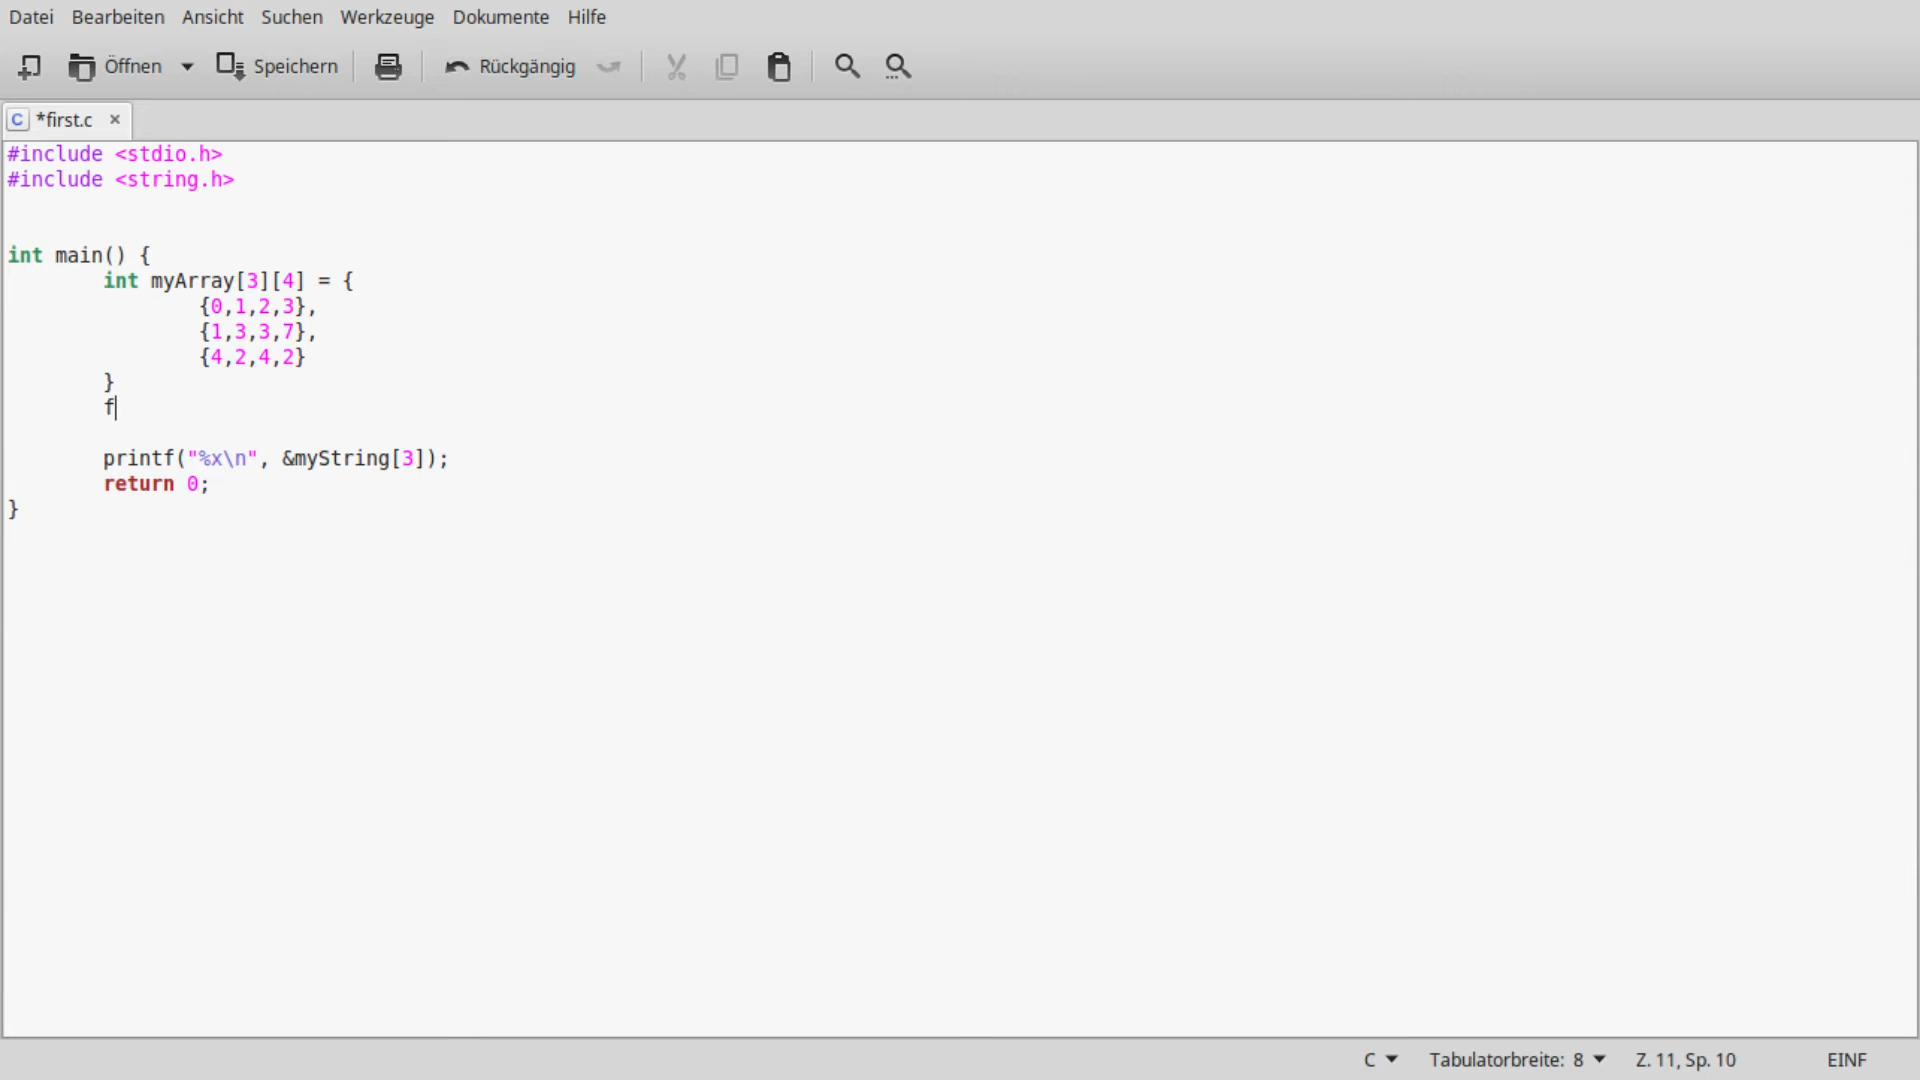 Datei Bearbeiten Ansicht Suchen Werkzeuge Dokumente Hilfe
Öffnen Speichern Rückgängig
C *first.c ×
#include <stdio.h>
#include <string.h>
int main() {
int myArray[3][4] = {
{0,1,2,3},
{1,3,3,7},
{4,2,4,2}
}
f
printf("%x\n", &myString[3]);
return 0;
}
C Tabulatorbreite: 8 Z. 11, Sp. 10 EINF